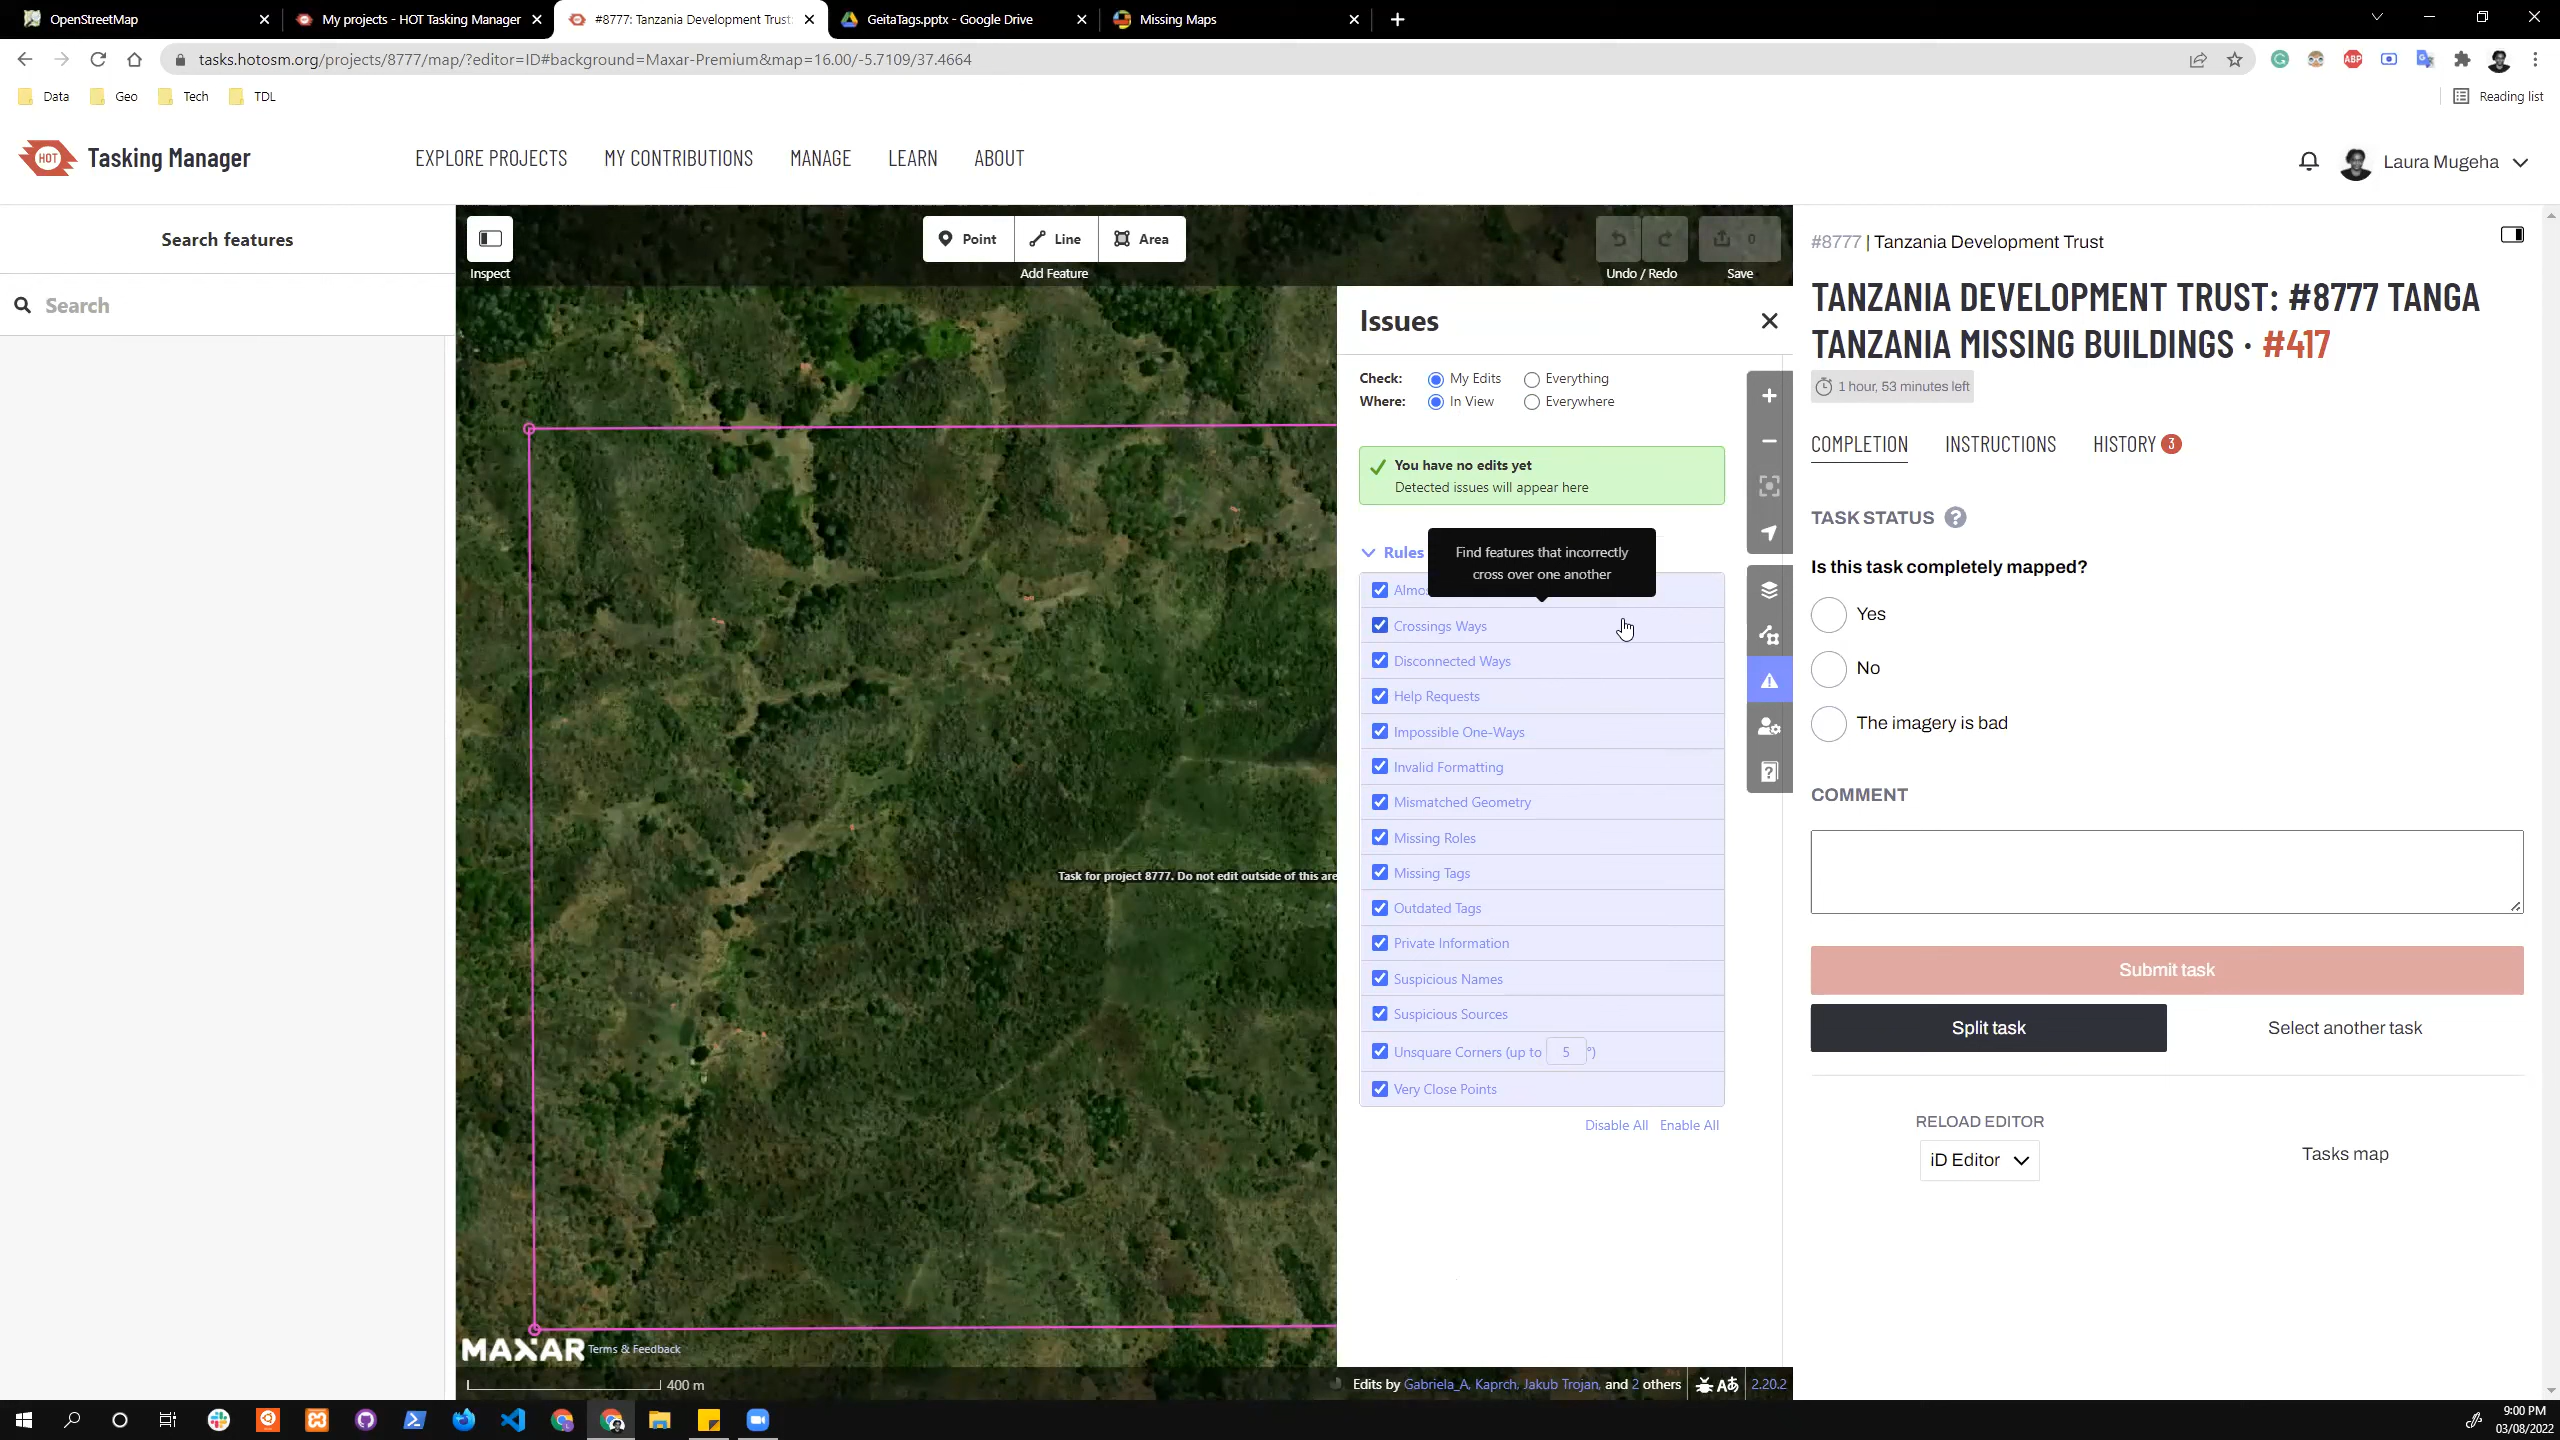 OpenStreetMap
My projects - HOT Tasking Manager
#8777: Tanzania Development Trust:
GeitaTags.pptx - Google Drive
Missing Maps
tasks.hotosm.org/projects/8777/map/?editor=ID#background=Maxar-Premium&map=16.00/-5.7109/37.4664
ABP
Data
Geo
Tech
TDL
Reading list
HOT
Tasking Manager
EXPLORE PROJECTS
MY CONTRIBUTIONS
MANAGE
LEARN
ABOUT
Laura Mugeha
Search features
Search
Inspect
Point
Line
Area
Add Feature
Undo / Redo
0
Save
Issues
Check: My Edits Everything
Where: In View Everywhere
You have no edits yet
Detected issues will appear here
Rules
Find features that incorrectly
cross over one another
Almo
Crossings Ways
Disconnected Ways
Help Requests
Impossible One-Ways
Invalid Formatting
Mismatched Geometry
Missing Roles
Missing Tags
Outdated Tags
Private Information
Suspicious Names
Suspicious Sources
Unsquare Corners (up to 5 °)
Very Close Points
Disable All Enable All
Task for project 8777. Do not edit outside of this are
MAXAR Terms & Feedback
400 m
Edits by Gabriela_A, Kaprch, Jakub Trojan, and 2 others
Aあ
2.20.2
#8777 | Tanzania Development Trust
TANZANIA DEVELOPMENT TRUST: #8777 TANGA
TANZANIA MISSING BUILDINGS · #417
1 hour, 53 minutes left
COMPLETION
INSTRUCTIONS
HISTORY 3
TASK STATUS ?
Is this task completely mapped?
Yes
No
The imagery is bad
COMMENT
Submit task
Split task
Select another task
RELOAD EDITOR
iD Editor
Tasks map
9:00 PM
03/08/2022